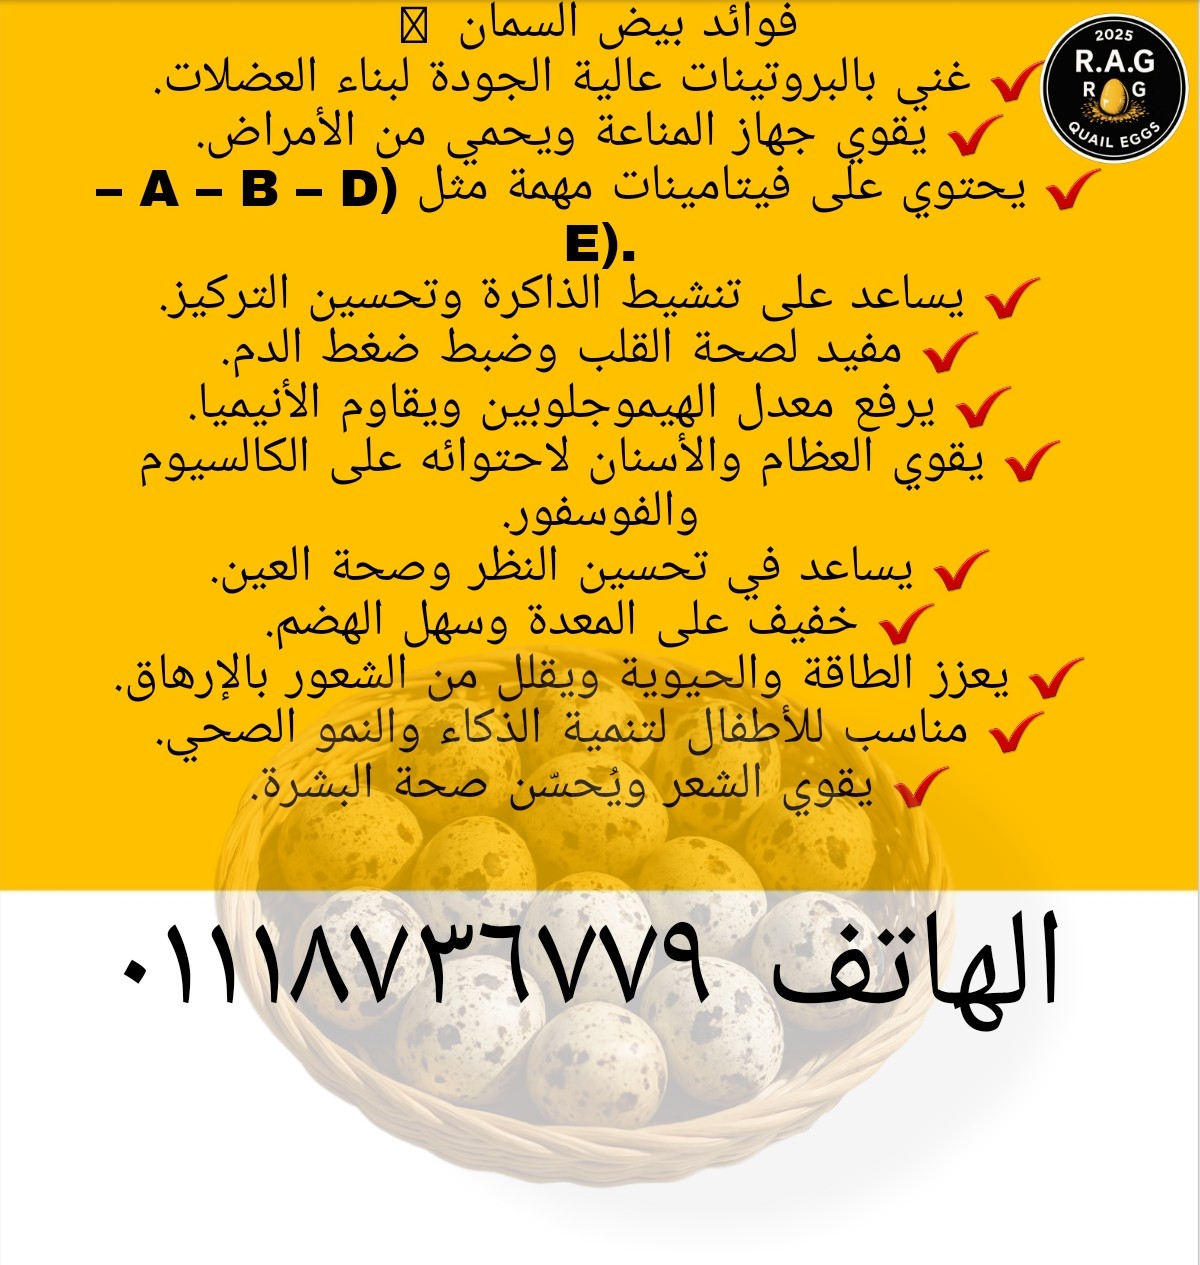 فوائد بيض السمان
2025
R.A.G
R G
QUAIL EGGS
✓ غني بالبروتينات عالية الجودة لبناء العضلات.
✓ يقوي جهاز المناعة ويحمي من الأمراض.
✓ يحتوي على فيتامينات مهمة مثل (A – B – D –
E).
✓ يساعد على تنشيط الذاكرة وتحسين التركيز.
✓ مفيد لصحة القلب وضبط ضغط الدم.
✓ يرفع معدل الهيموجلوبين ويقاوم الأنيميا.
✓ يقوي العظام والأسنان لاحتوائه على الكالسيوم
والفوسفور.
✓ يساعد في تحسين النظر وصحة العين.
✓ خفيف على المعدة وسهل الهضم.
✓ يعزز الطاقة والحيوية ويقلل من الشعور بالإرهاق.
✓ مناسب للأطفال لتنمية الذكاء والنمو الصحي.
✓ يقوي الشعر ويُحسّن صحة البشرة.
الهاتف ٠١١١٨٧٣٦٧٧٩